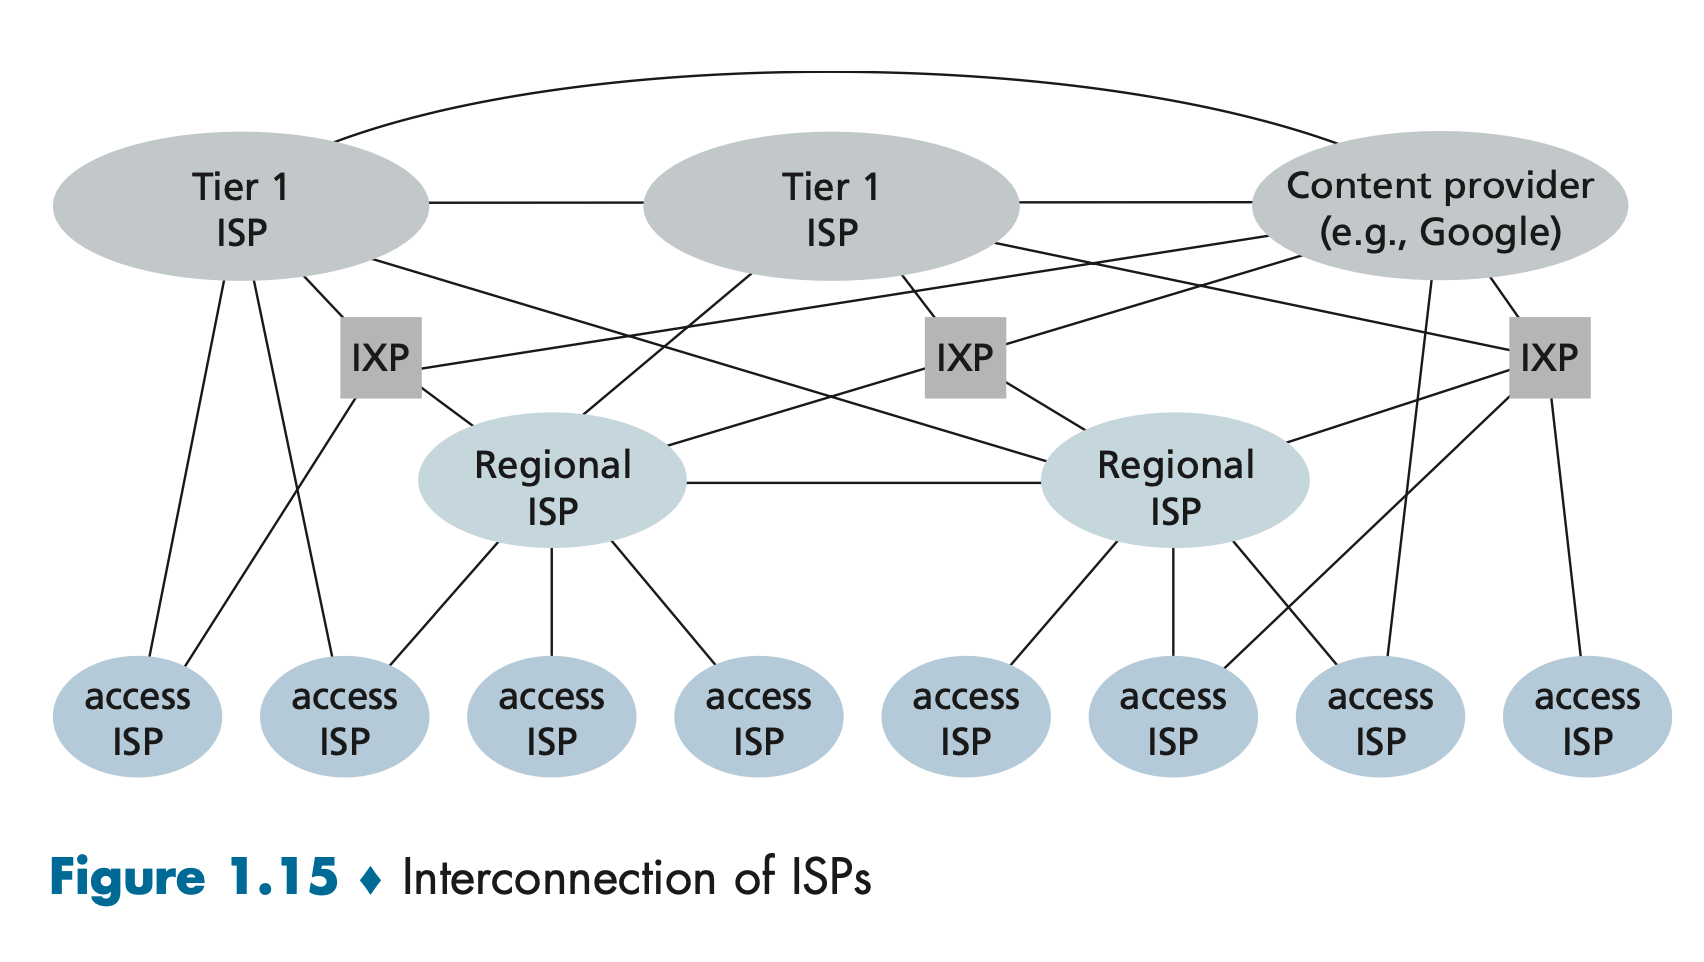 Tier 1
ISP
Tier 1
ISP
Content provider
(e.g., Google)
IXP
IXP
IXP
Regional
ISP
Regional
ISP
access
ISP
access
ISP
access
ISP
access
ISP
access
ISP
access
ISP
access
ISP
access
ISP
Figure 1.15 ♦ Interconnection of ISPs